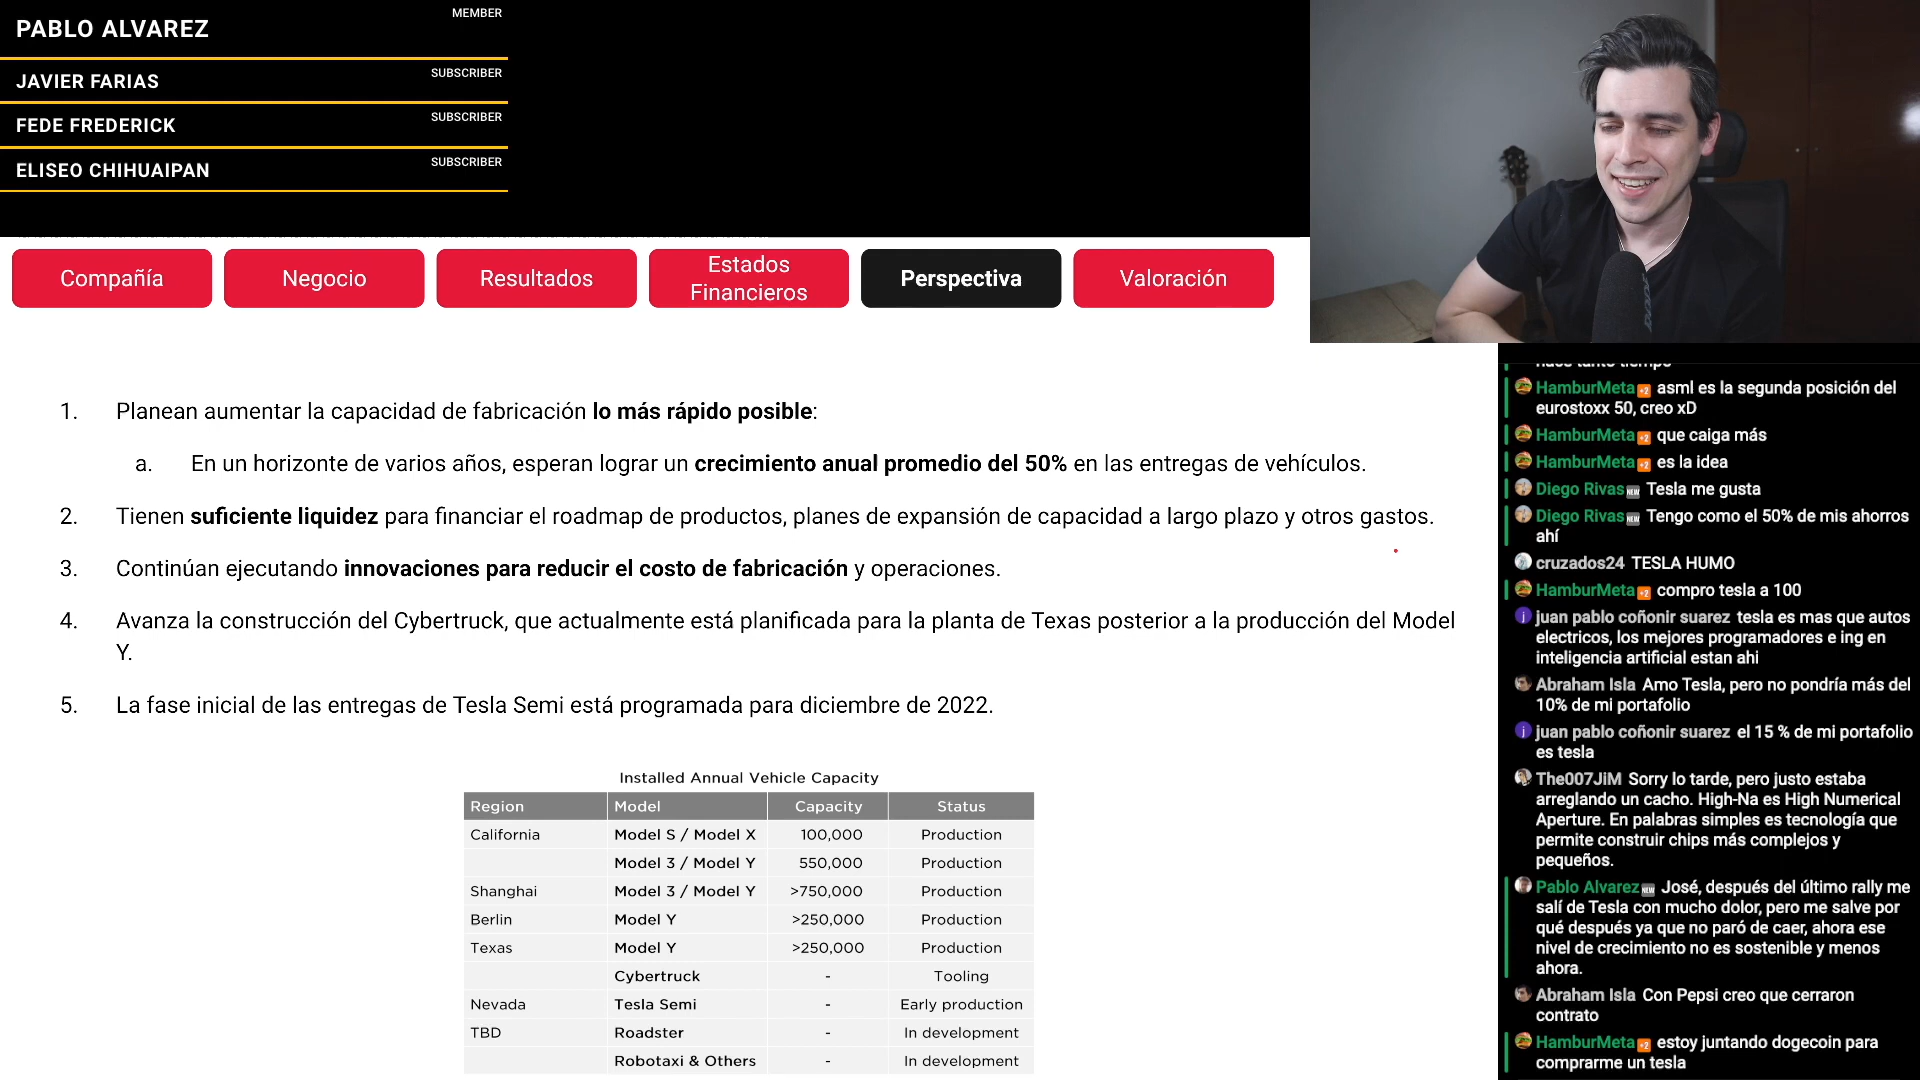 PABLO ALVAREZ
MEMBER
JAVIER FARIAS
SUBSCRIBER
FEDE FREDERICK
SUBSCRIBER
ELISEO CHIHUAIPAN
SUBSCRIBER
Compañía
Negocio
Resultados
Estados
Financieros
Perspectiva
Valoración
1. Planean aumentar la capacidad de fabricación lo más rápido posible:
a. En un horizonte de varios años, esperan lograr un crecimiento anual promedio del 50% en las entregas de vehículos.
2. Tienen suficiente liquidez para financiar el roadmap de productos, planes de expansión de capacidad a largo plazo y otros gastos.
3. Continúan ejecutando innovaciones para reducir el costo de fabricación y operaciones.
4. Avanza la construcción del Cybertruck, que actualmente está planificada para la planta de Texas posterior a la producción del Model
Y.
5. La fase inicial de las entregas de Tesla Semi está programada para diciembre de 2022.
Installed Annual Vehicle Capacity
Region Model Capacity Status
California Model S / Model X 100,000 Production
Model 3 / Model Y 550,000 Production
Shanghai Model 3 / Model Y >750,000 Production
Berlin Model Y >250,000 Production
Texas Model Y >250,000 Production
Cybertruck - Tooling
Nevada Tesla Semi - Early production
TBD Roadster - In development
Robotaxi & Others - In development
hace tanto tiempo
HamburMeta +2 asml es la segunda posición del
eurostoxx 50, creo xD
HamburMeta +2 que caiga más
HamburMeta +2 es la idea
Diego Rivas NEW Tesla me gusta
Diego Rivas NEW Tengo como el 50% de mis ahorros
ahí
cruzados24 TESLA HUMO
HamburMeta +2 compro tesla a 100
j juan pablo coñonir suarez tesla es mas que autos
electricos, los mejores programadores e ing en
inteligencia artificial estan ahi
Abraham Isla Amo Tesla, pero no pondría más del
10% de mi portafolio
j juan pablo coñonir suarez el 15 % de mi portafolio
es tesla
The007JiM Sorry lo tarde, pero justo estaba
arreglando un cacho. High-Na es High Numerical
Aperture. En palabras simples es tecnología que
permite construir chips más complejos y
pequeños.
Pablo Alvarez NEW José, después del último rally me
salí de Tesla con mucho dolor, pero me salve por
qué después ya que no paró de caer, ahora ese
nivel de crecimiento no es sostenible y menos
ahora.
Abraham Isla Con Pepsi creo que cerraron
contrato
HamburMeta +2 estoy juntando dogecoin para
comprarme un tesla